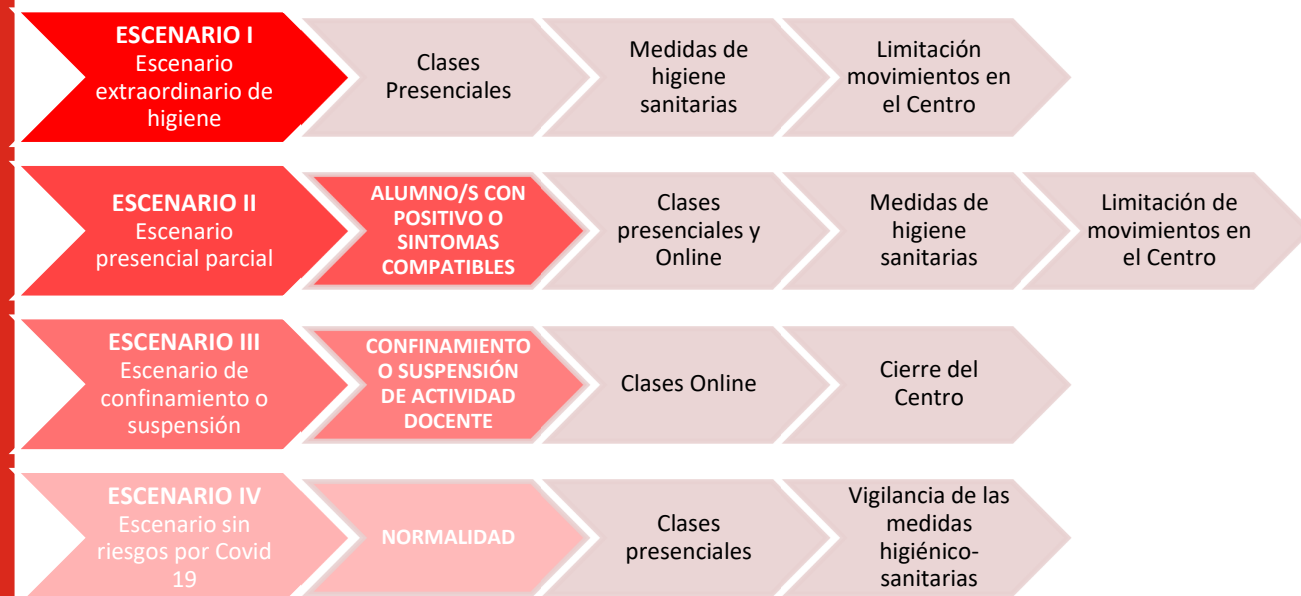 ESCENARIO I
Escenario
extraordinario de
higiene
Clases
Presenciales
Medidas de
higiene
sanitarias
Limitación
movimientos en
el Centro
ESCENARIO II
Escenario
presencial parcial
ALUMNO/S CON
POSITIVO O
SINTOMAS
COMPATIBLES
Clases
presenciales y
Online
Medidas de
higiene
sanitarias
Limitación de
movimientos en
el Centro
ESCENARIO III
Escenario de
confinamiento o
suspensión
CONFINAMIENTO
O SUSPENSIÓN
DE ACTIVIDAD
DOCENTE
Clases Online
Cierre del
Centro
ESCENARIO IV
Escenario sin
riesgos por Covid
19
NORMALIDAD
Clases
presenciales
Vigilancia de las
medidas
higiénico-
sanitarias